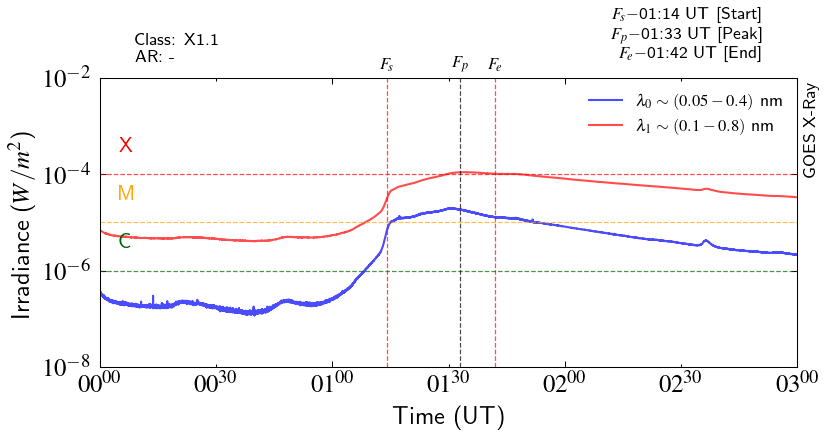 F_s−01:14 UT [Start]
Class: X1.1
F_p−01:33 UT [Peak]
AR: -
F_e−01:42 UT [End]
F_s
F_p
F_e
10^−2
λ_0 ∼ (0.05 − 0.4) nm
λ_1 ∼ (0.1 − 0.8) nm
GOES X-Ray
X
10^−4
M
Irradiance (W/m^2)
C
10^−6
10^−8
00^00
00^30
01^00
01^30
02^00
02^30
03^00
Time (UT)